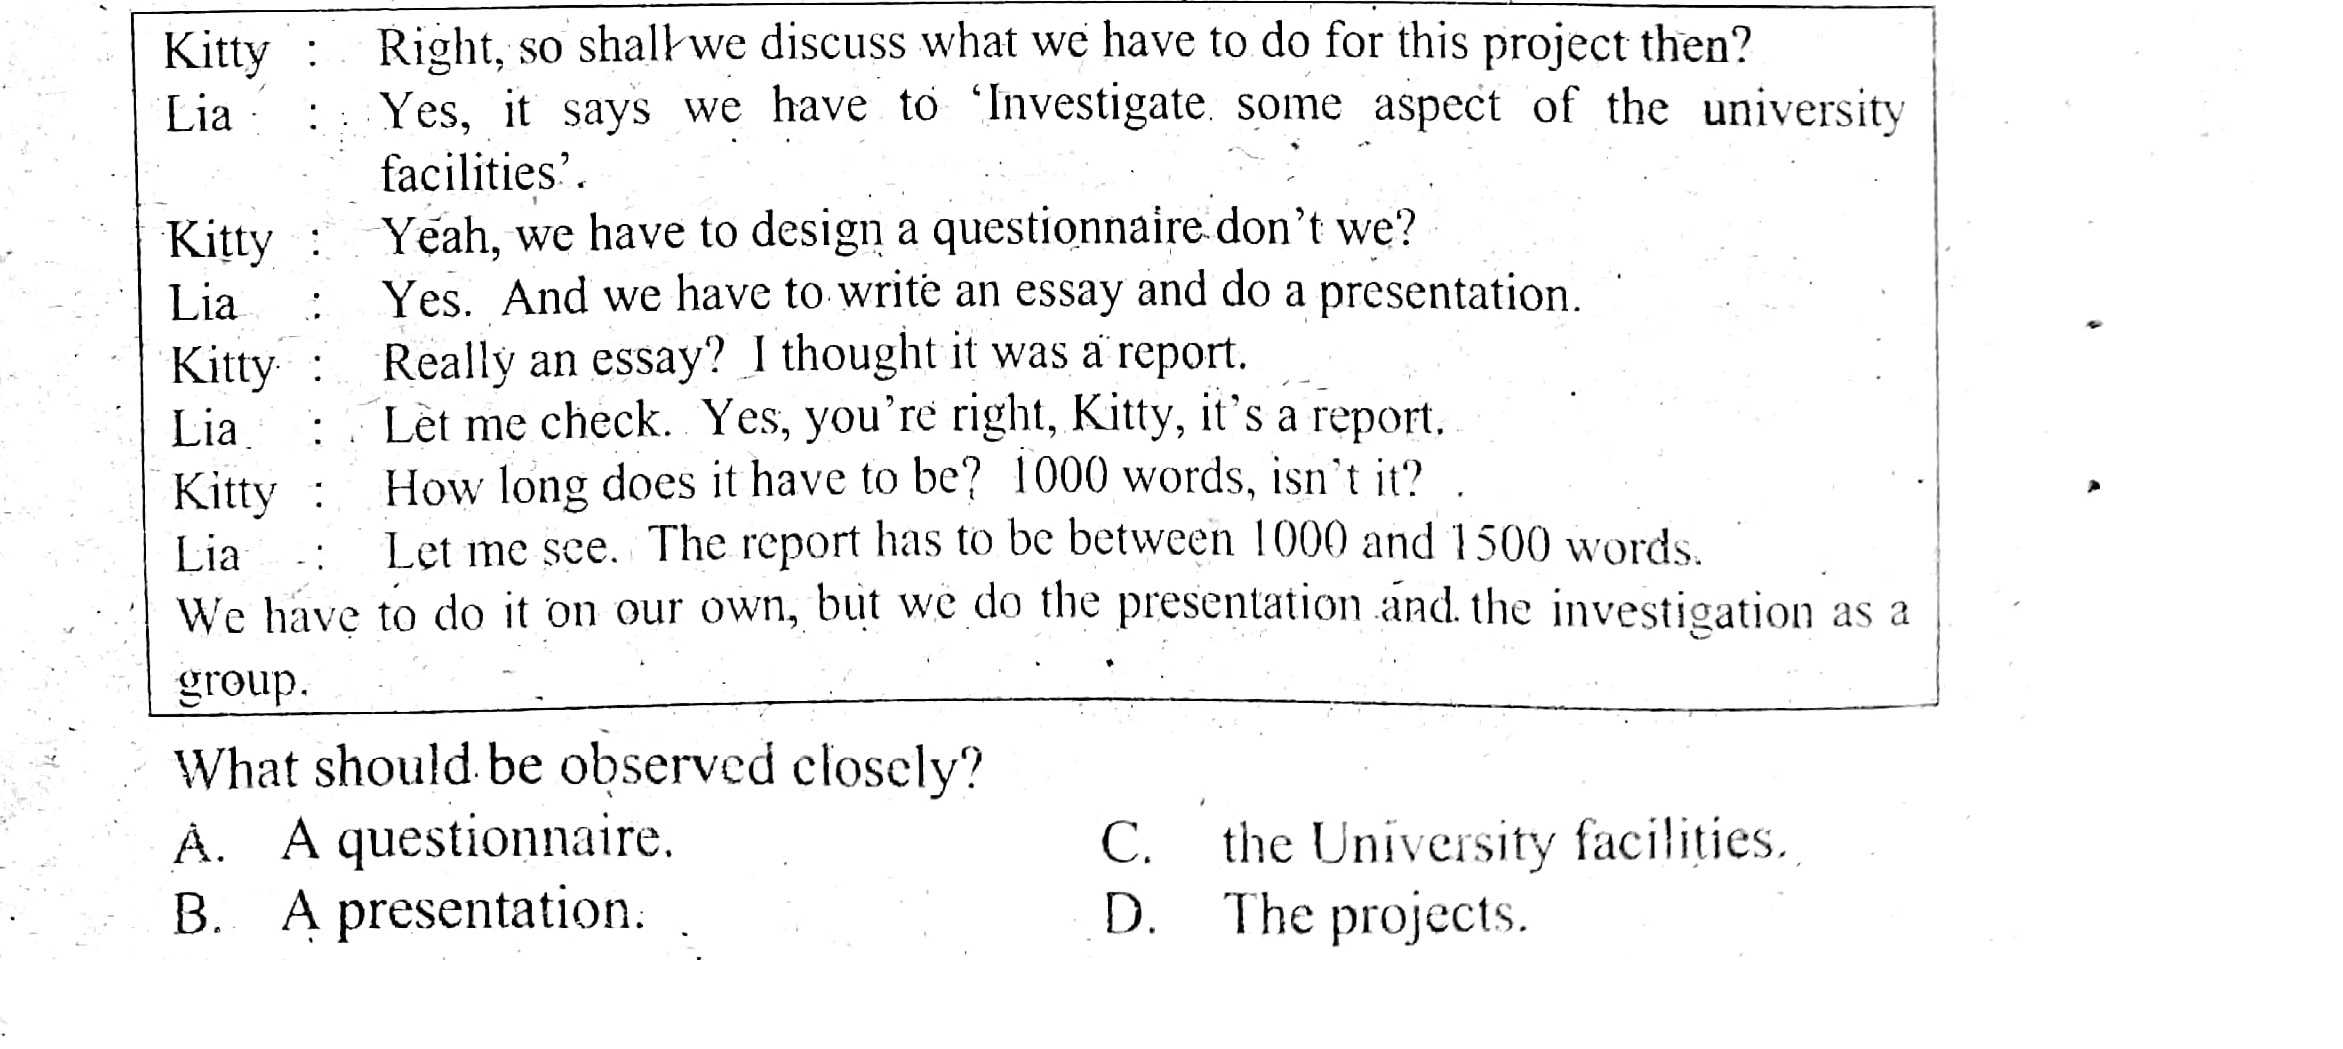 Kitty : Right, so shall we discuss what we have to do for this project then?
Lia : Yes, it says we have to ‘Investigate some aspect of the university
facilities’.
Kitty : Yeah, we have to design a questionnaire don’t we?
Lia : Yes. And we have to write an essay and do a presentation.
Kitty : Really an essay? I thought it was a report.
Lia : Let me check. Yes, you’re right, Kitty, it’s a report.
Kitty : How long does it have to be? 1000 words, isn’t it?
Lia : Let me see. The report has to be between 1000 and 1500 words.
We have to do it on our own, but we do the presentation and the investigation as a
group.
What should be observed closely?
A. A questionnaire. C. the University facilities.
B. A presentation. D. The projects.